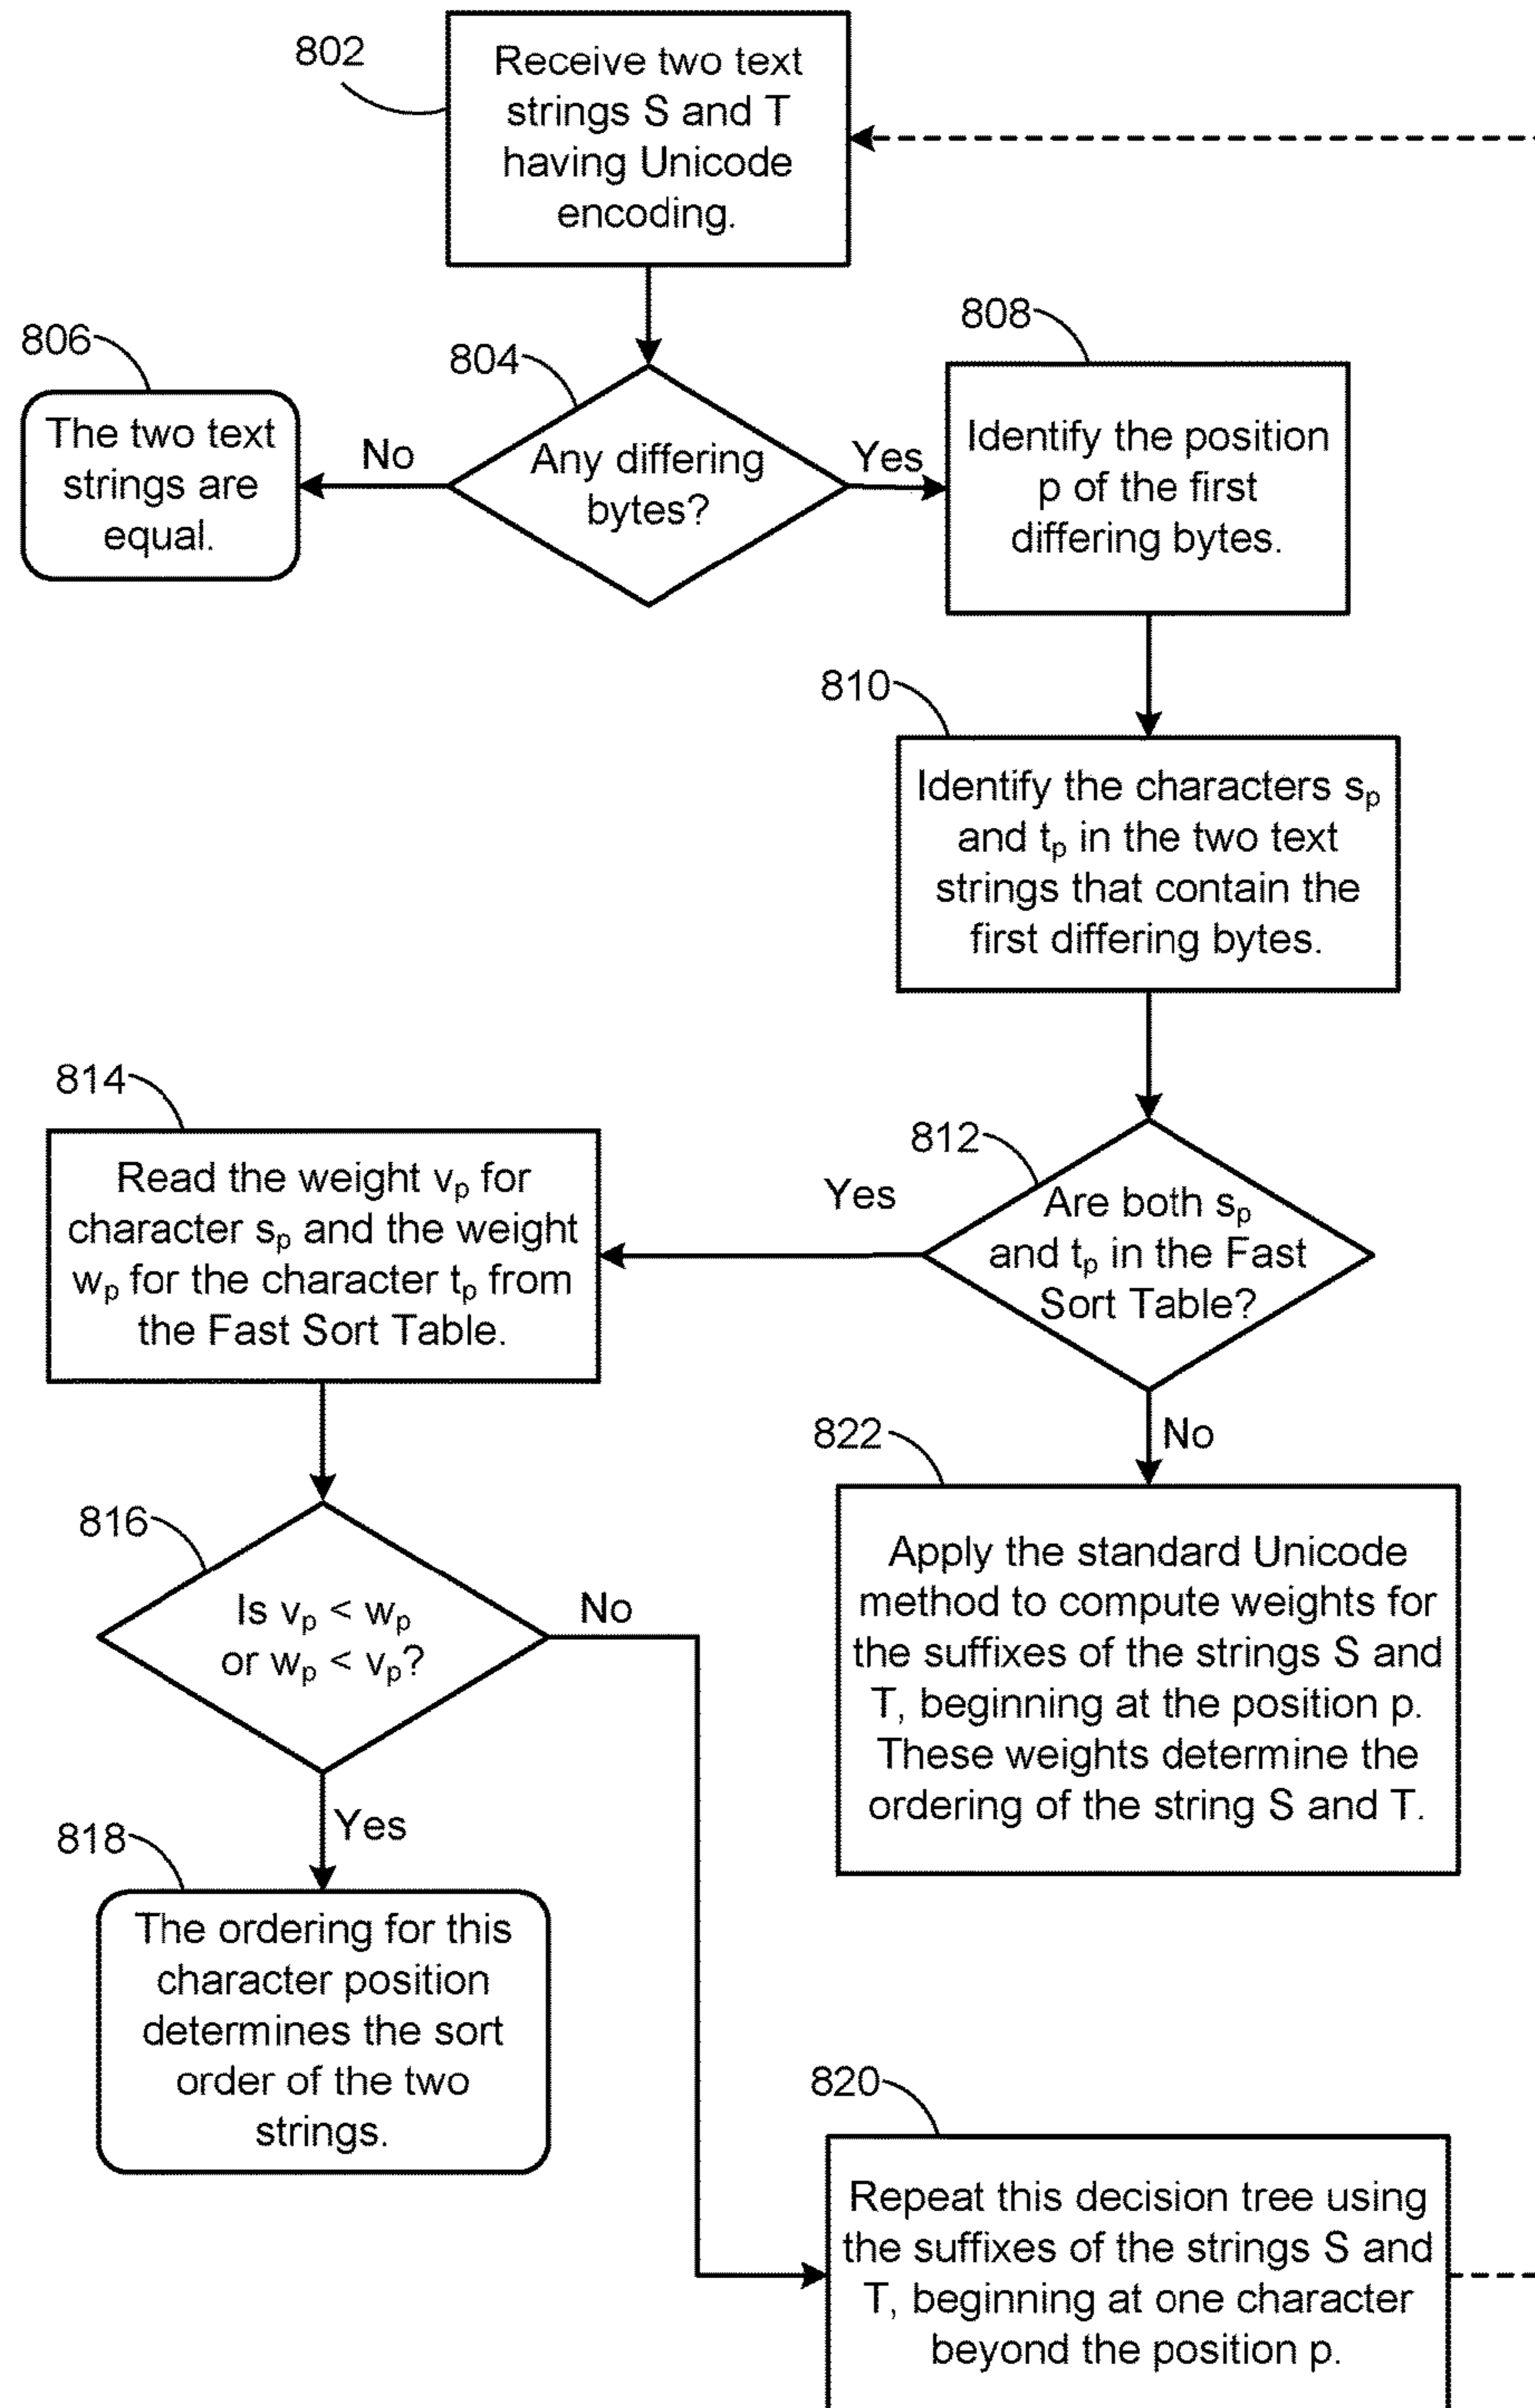 802
Receive two text
strings S and T
having Unicode
encoding.
806
804
808
The two text
strings are
equal.
No
Any differing
bytes?
Yes
Identify the position
p of the first
differing bytes.
810
Identify the characters sp
and tp in the two text
strings that contain the
first differing bytes.
814
812
Read the weight vp for
character sp and the weight
wp for the character tp from
the Fast Sort Table.
Yes
Are both sp
and tp in the Fast
Sort Table?
No
816
822
Is vp < wp
or wp < vp?
No
Apply the standard Unicode
method to compute weights for
the suffixes of the strings S and
T, beginning at the position p.
These weights determine the
ordering of the string S and T.
Yes
818
The ordering for this
character position
determines the sort
order of the two
strings.
820
Repeat this decision tree using
the suffixes of the strings S and
T, beginning at one character
beyond the position p.